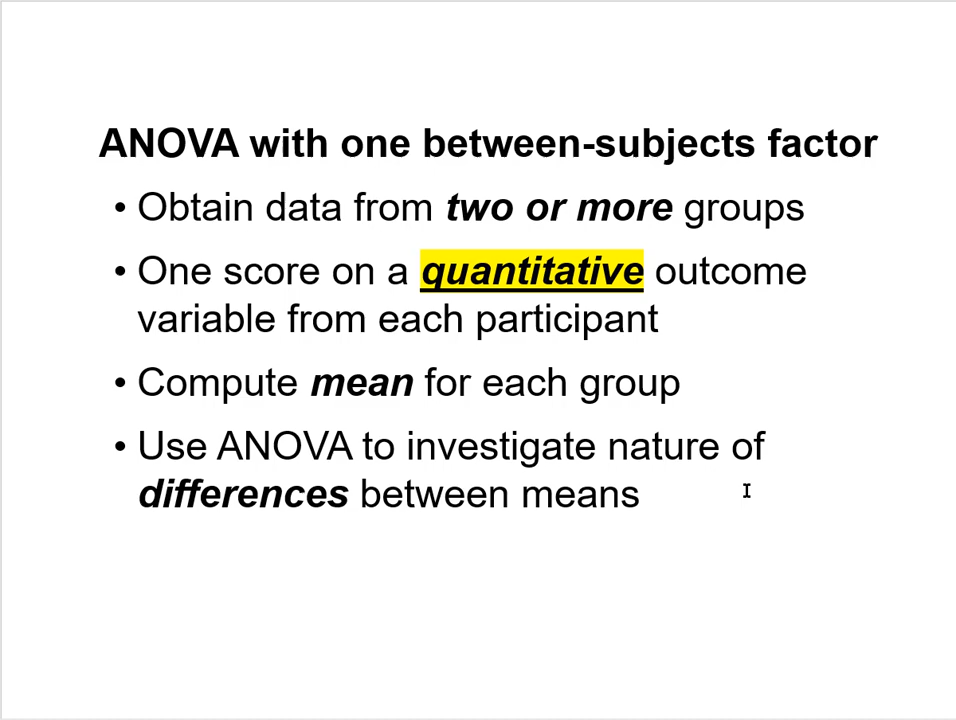 ANOVA with one between-subjects factor
• Obtain data from two or more groups
• One score on a quantitative outcome
variable from each participant
• Compute mean for each group
• Use ANOVA to investigate nature of
differences between means